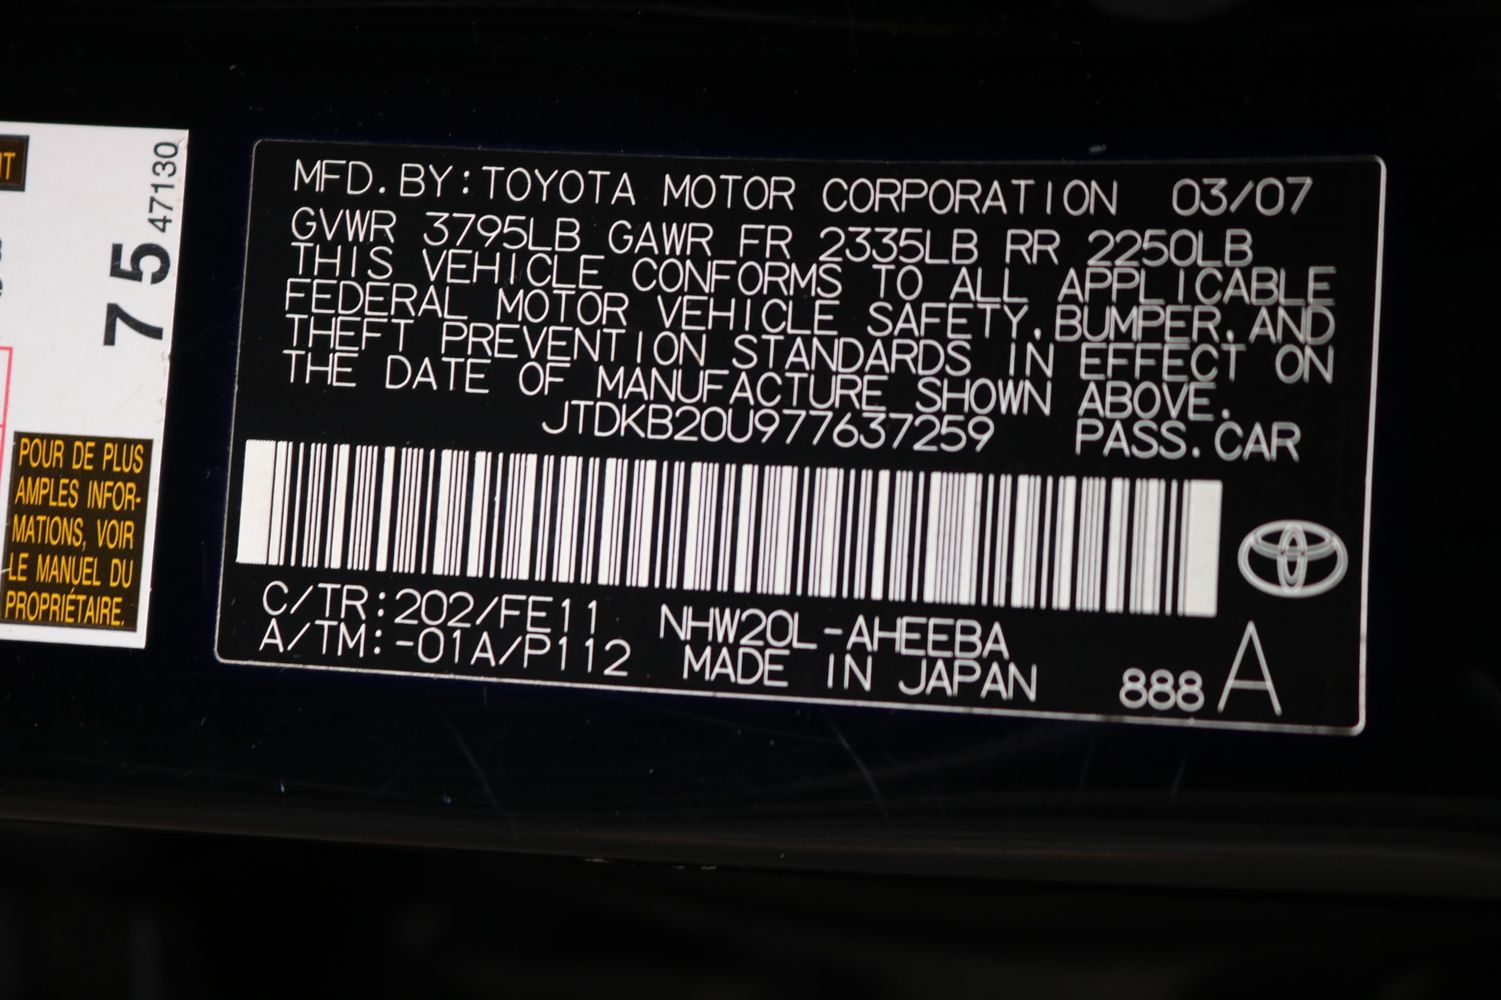 T
47130
75
POUR DE PLUS
AMPLES INFOR-
MATIONS, VOIR
LE MANUEL DU
PROPRIÉTAIRE.
MFD. BY: TOYOTA MOTOR CORPORATION 03/07
GVWR 3795LB GAWR FR 2335LB RR 2250LB
THIS VEHICLE CONFORMS TO ALL APPLICABLE
FEDERAL MOTOR VEHICLE SAFETY, BUMPER, AND
THEFT PREVENTION STANDARDS IN EFFECT ON
THE DATE OF MANUFACTURE SHOWN ABOVE.
JTDKB20U977637259 PASS. CAR
C/TR: 202/FE11 NHW20L-AHEEBA
A/TM: -01A/P112 MADE IN JAPAN 888 A